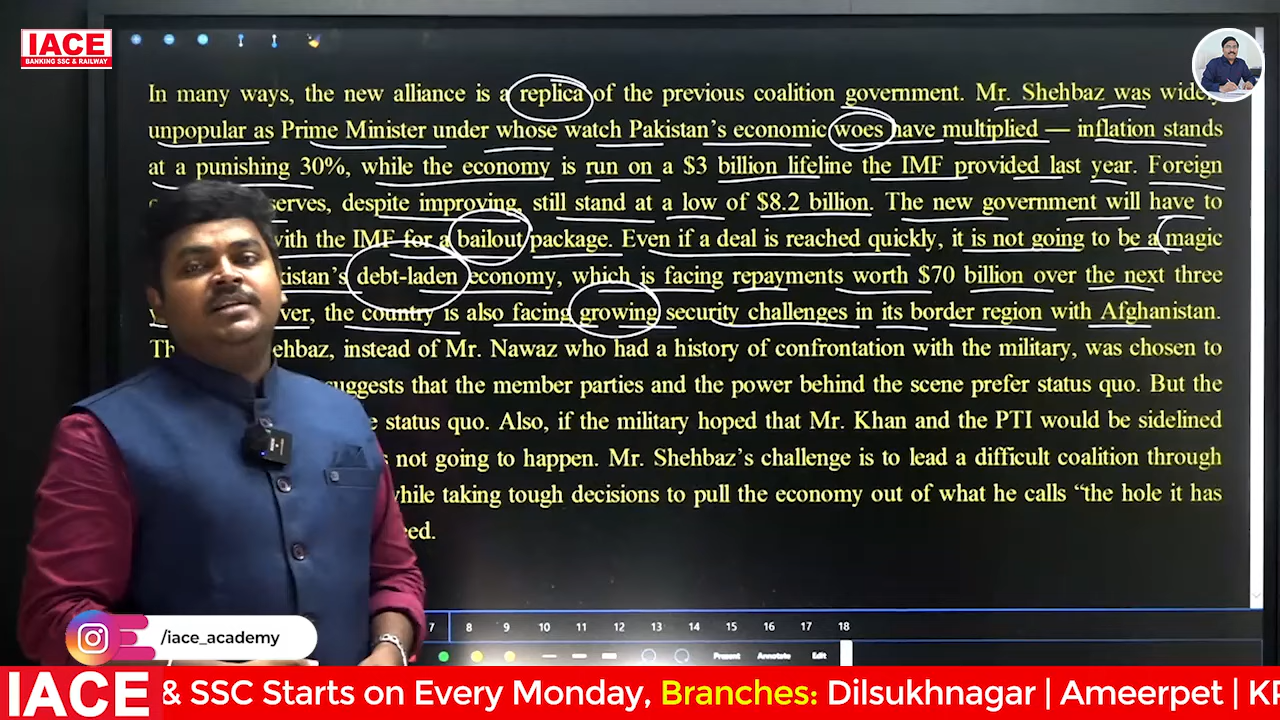 IACE
BANKING SSC & RAILWAY
In many ways, the new alliance is a replica of the previous coalition government. Mr. Shehbaz was widely
unpopular as Prime Minister under whose watch Pakistan's economic woes have multiplied — inflation stands
at a punishing 30%, while the economy is run on a $3 billion lifeline the IMF provided last year. Foreign
serves, despite improving, still stand at a low of $8.2 billion. The new government will have to
with the IMF for a bailout package. Even if a deal is reached quickly, it is not going to be a magic
kistan's debt-laden economy, which is facing repayments worth $70 billion over the next three
ver, the country is also facing growing security challenges in its border region with Afghanistan.
Th ehbaz, instead of Mr. Nawaz who had a history of confrontation with the military, was chosen to
suggests that the member parties and the power behind the scene prefer status quo. But the
e status quo. Also, if the military hoped that Mr. Khan and the PTI would be sidelined
s not going to happen. Mr. Shehbaz's challenge is to lead a difficult coalition through
while taking tough decisions to pull the economy out of what he calls “the hole it has
eed.
7 8 9 10 11 12 13 14 15 16 17 18
Present Annotate Edit
/iace_academy
IACE & SSC Starts on Every Monday, Branches: Dilsukhnagar | Ameerpet | KP